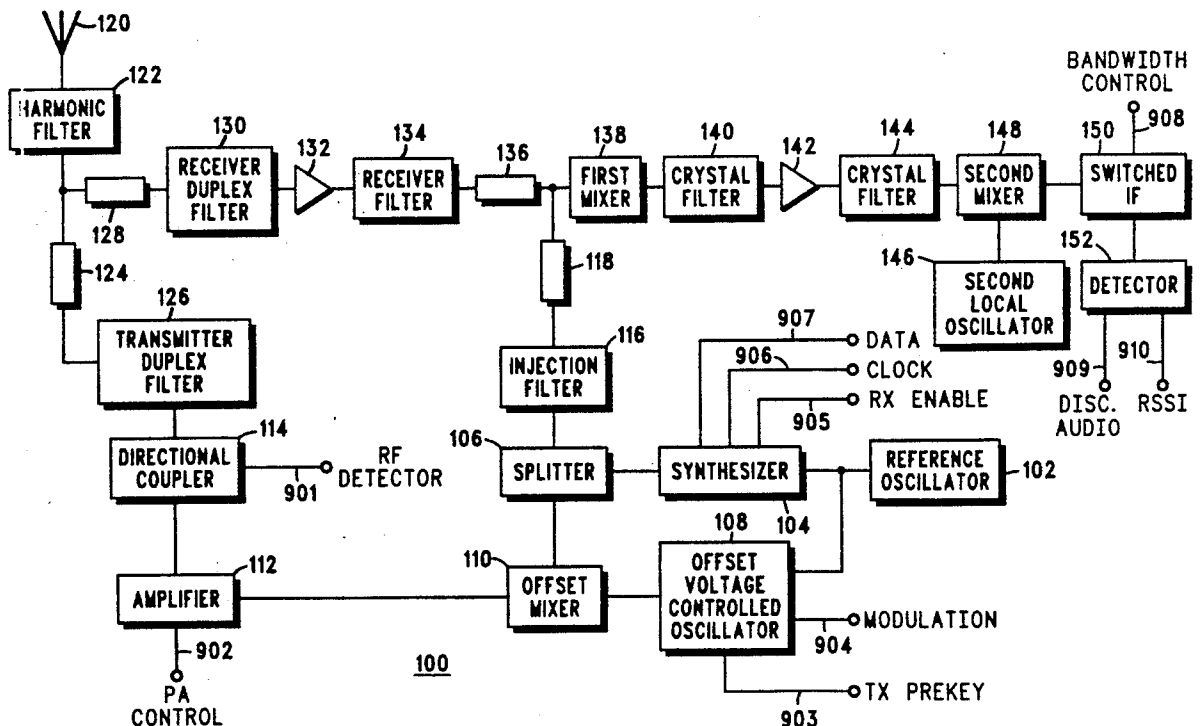 120
122
HARMONIC
FILTER
130
RECEIVER
DUPLEX
FILTER
132
134
RECEIVER
FILTER
136
138
FIRST
MIXER
140
CRYSTAL
FILTER
142
144
CRYSTAL
FILTER
148
SECOND
MIXER
BANDWIDTH
CONTROL
908
150
SWITCHED
IF
128
124
118
146
SECOND
LOCAL
OSCILLATOR
152
DETECTOR
909
910
DISC.
AUDIO
RSSI
126
TRANSMITTER
DUPLEX
FILTER
116
INJECTION
FILTER
907
DATA
906
CLOCK
905
RX ENABLE
114
DIRECTIONAL
COUPLER
901
RF
DETECTOR
106
SPLITTER
SYNTHESIZER
104
REFERENCE
OSCILLATOR
102
112
AMPLIFIER
902
PA
CONTROL
110
OFFSET
MIXER
108
OFFSET
VOLTAGE
CONTROLLED
OSCILLATOR
MODULATION
904
TX PREKEY
903
100